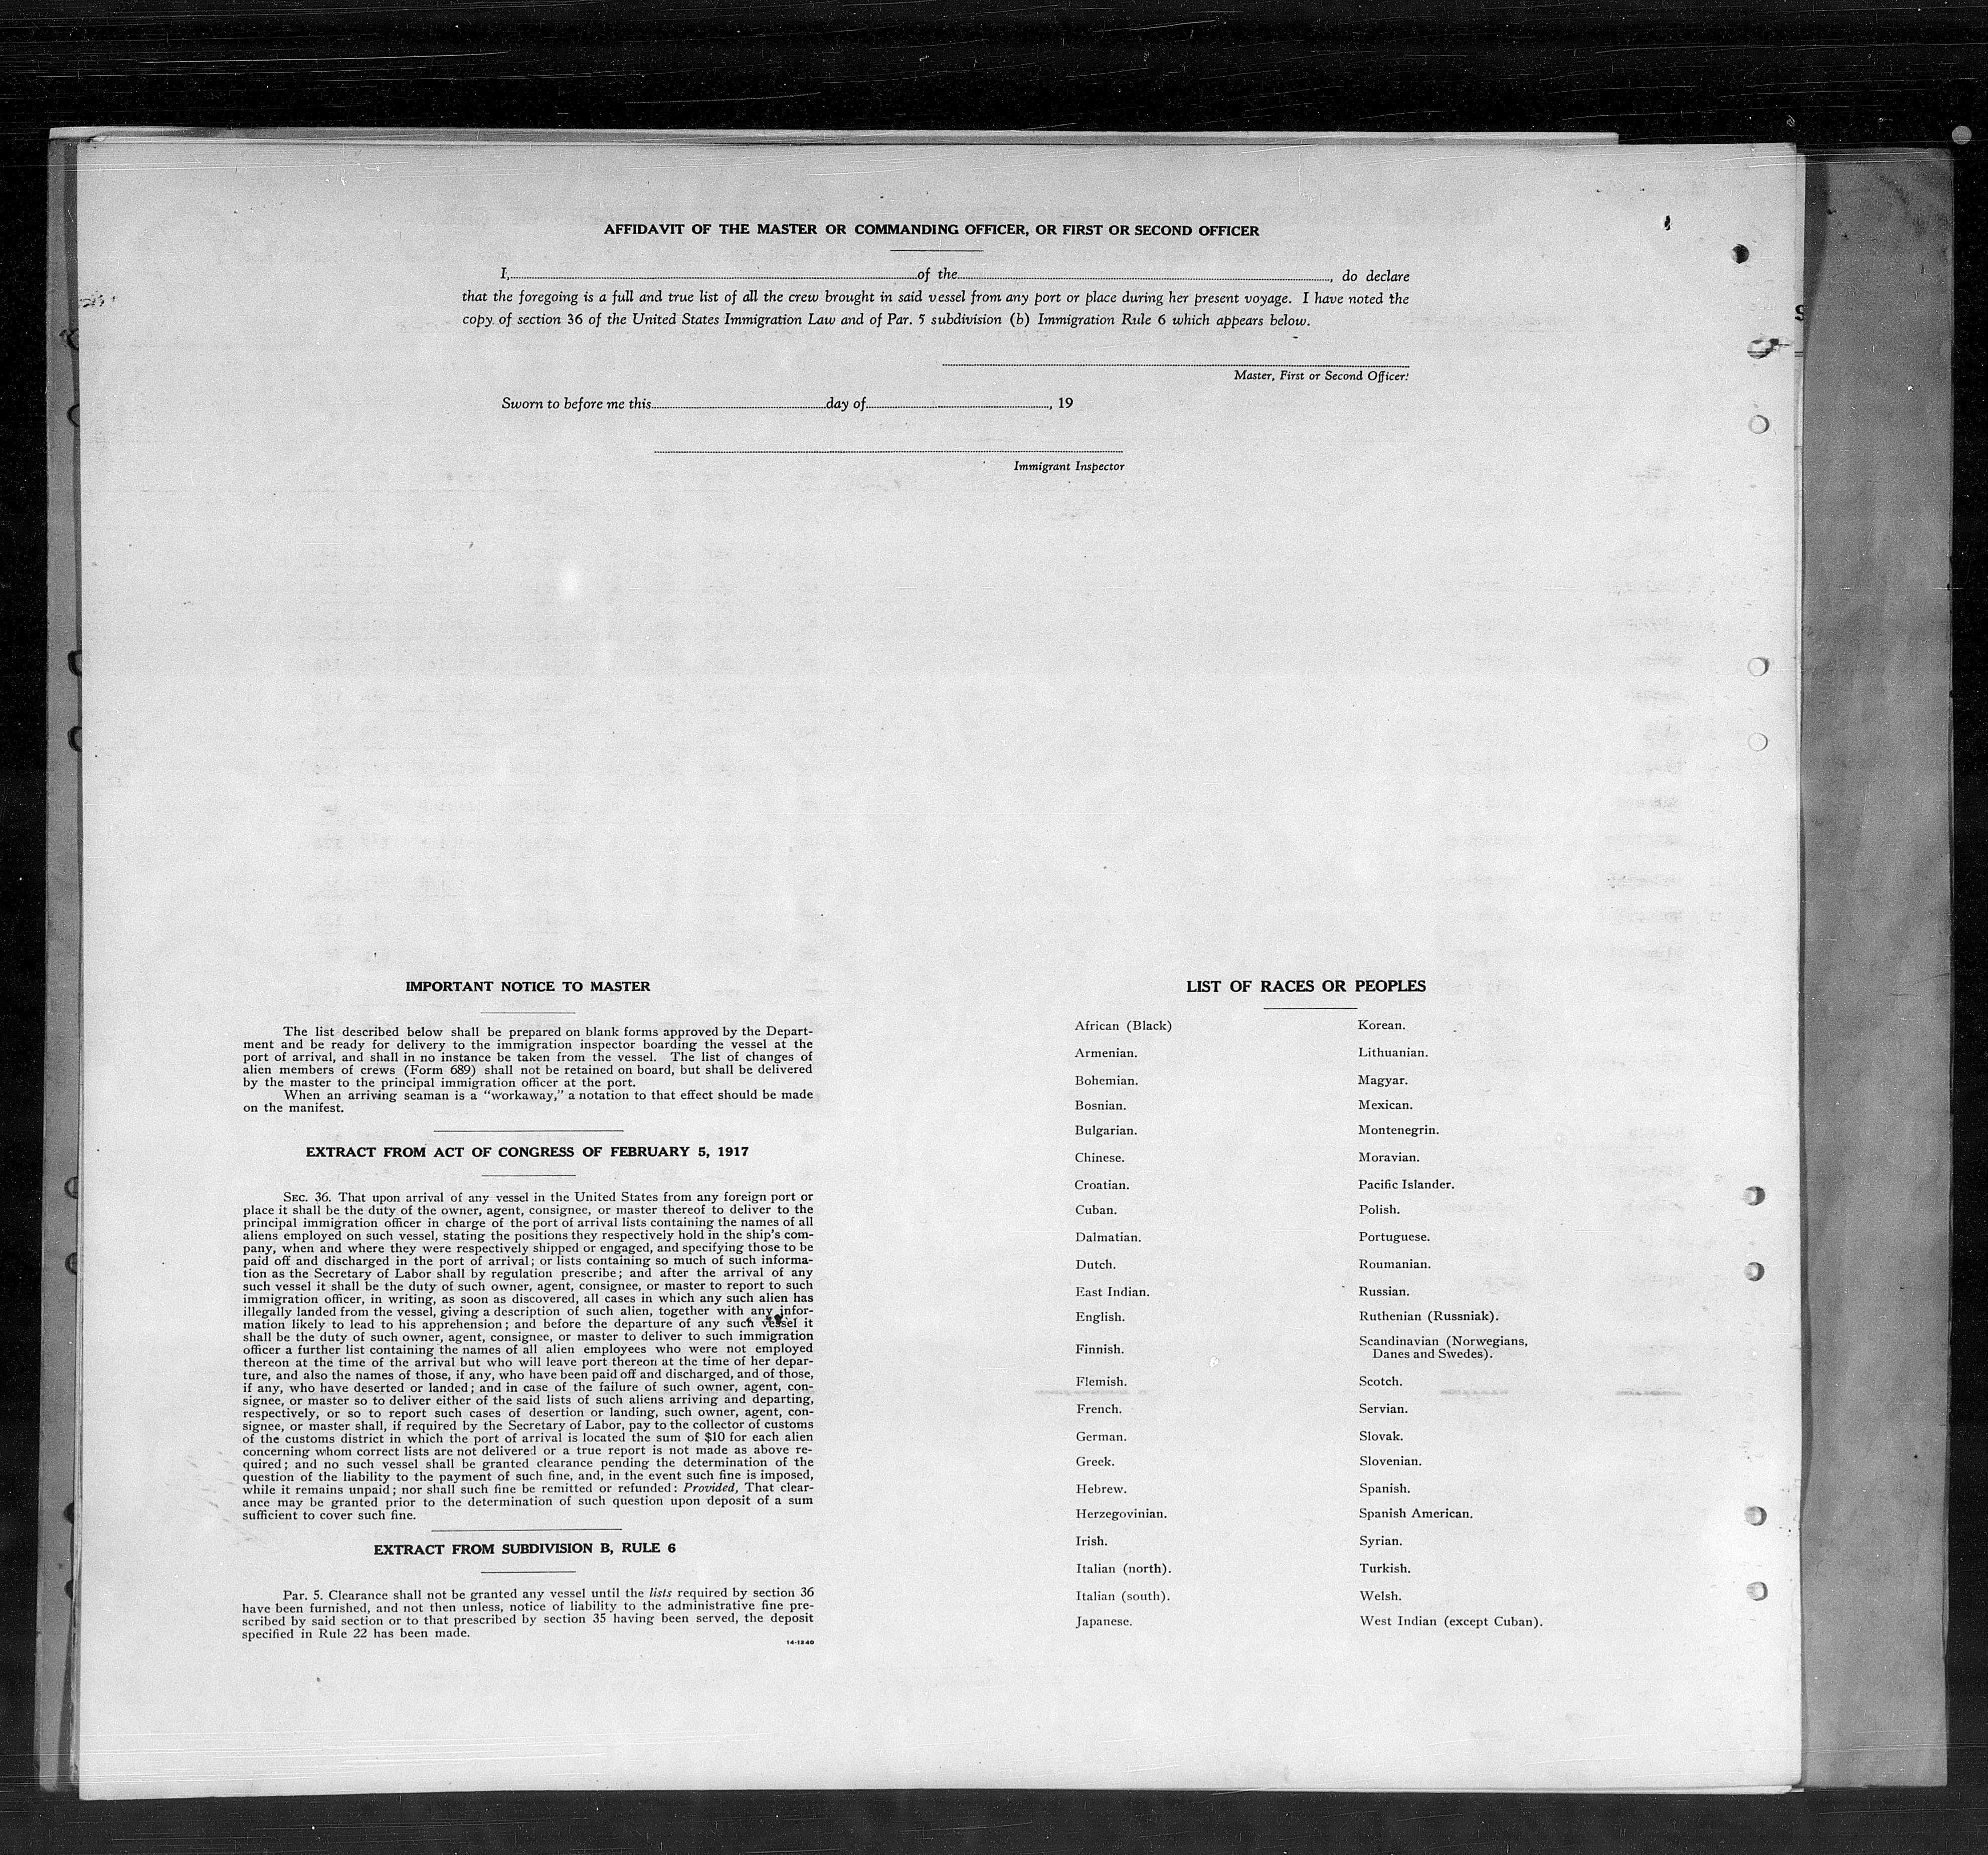 AFFIDAVIT OF THE MASTER OR COMMANDING OFFICER, OR FIRST OR SECOND OFFICER
I, of the , do declare
that the foregoing is a full and true list of all the crew brought in said vessel from any port or place during her present voyage. I have noted the
copy of section 36 of the United States Immigration Law and of Par. 5 subdivision (b) Immigration Rule 6 which appears below.
Master, First or Second Officer.
Sworn to before me this day of , 19
Immigrant Inspector
IMPORTANT NOTICE TO MASTER
The list described below shall be prepared on blank forms approved by the Depart-
ment and be ready for delivery to the immigration inspector boarding the vessel at the
port of arrival, and shall in no instance be taken from the vessel. The list of changes of
alien members of crews (Form 689) shall not be retained on board, but shall be delivered
by the master to the principal immigration officer at the port.
When an arriving seaman is a "workaway," a notation to that effect should be made
on the manifest.
EXTRACT FROM ACT OF CONGRESS OF FEBRUARY 5, 1917
SEC. 36. That upon arrival of any vessel in the United States from any foreign port or
place it shall be the duty of the owner, agent, consignee, or master thereof to deliver to the
principal immigration officer in charge of the port of arrival lists containing the names of all
aliens employed on such vessel, stating the positions they respectively hold in the ship's com-
pany, when and where they were respectively shipped or engaged, and specifying those to be
paid off and discharged in the port of arrival; or lists containing so much of such informa-
tion as the Secretary of Labor shall by regulation prescribe; and after the arrival of any
such vessel it shall be the duty of such owner, agent, consignee, or master to report to such
immigration officer, in writing, as soon as discovered, all cases in which any such alien has
illegally landed from the vessel, giving a description of such alien, together with any infor-
mation likely to lead to his apprehension; and before the departure of any such vessel it
shall be the duty of such owner, agent, consignee, or master to deliver to such immigration
officer a further list containing the names of all alien employees who were not employed
thereon at the time of the arrival but who will leave port thereon at the time of her depar-
ture, and also the names of those, if any, who have been paid off and discharged, and of those,
if any, who have deserted or landed; and in case of the failure of such owner, agent, con-
signee, or master so to deliver either of the said lists of such aliens arriving and departing,
respectively, or so to report such cases of desertion or landing, such owner, agent, con-
signee, or master shall, if required by the Secretary of Labor, pay to the collector of customs
of the customs district in which the port of arrival is located the sum of $10 for each alien
concerning whom correct lists are not delivered or a true report is not made as above re-
quired; and no such vessel shall be granted clearance pending the determination of the
question of the liability to the payment of such fine, and, in the event such fine is imposed,
while it remains unpaid; nor shall such fine be remitted or refunded: Provided, That clear-
ance may be granted prior to the determination of such question upon deposit of a sum
sufficient to cover such fine.
EXTRACT FROM SUBDIVISION B, RULE 6
Par. 5. Clearance shall not be granted any vessel until the lists required by section 36
have been furnished, and not then unless, notice of liability to the administrative fine pre-
scribed by said section or to that prescribed by section 35 having been served, the deposit
specified in Rule 22 has been made.
14-1240
LIST OF RACES OR PEOPLES
African (Black)
Armenian.
Bohemian.
Bosnian.
Bulgarian.
Chinese.
Croatian.
Cuban.
Dalmatian.
Dutch.
East Indian.
English.
Finnish.
Flemish.
French.
German.
Greek.
Hebrew.
Herzegovinian.
Irish.
Italian (north).
Italian (south).
Japanese.
Korean.
Lithuanian.
Magyar.
Mexican.
Montenegrin.
Moravian.
Pacific Islander.
Polish.
Portuguese.
Roumanian.
Russian.
Ruthenian (Russniak).
Scandinavian (Norwegians,
Danes and Swedes).
Scotch.
Servian.
Slovak.
Slovenian.
Spanish.
Spanish American.
Syrian.
Turkish.
Welsh.
West Indian (except Cuban).